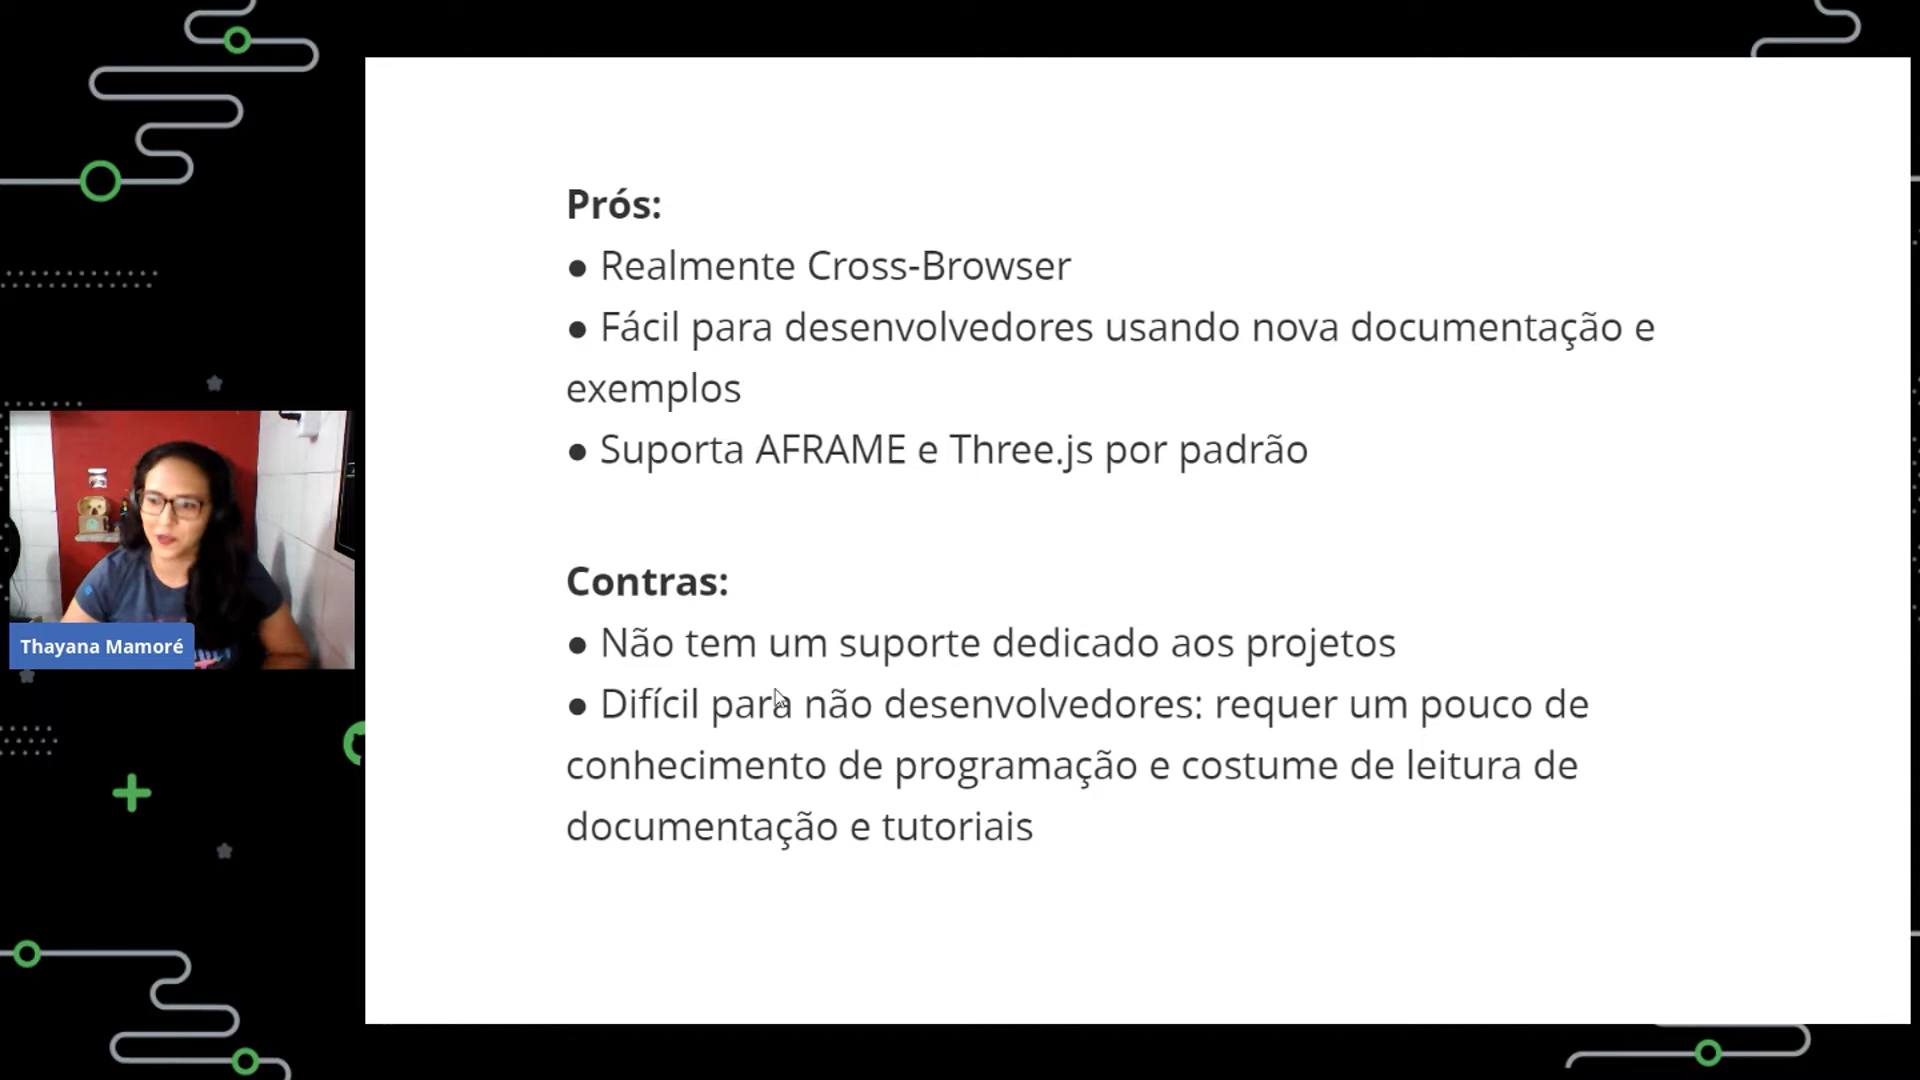 Prós:
● Realmente Cross-Browser
● Fácil para desenvolvedores usando nova documentação e
exemplos
● Suporta AFRAME e Three.js por padrão
Contras:
● Não tem um suporte dedicado aos projetos
● Difícil para não desenvolvedores: requer um pouco de
conhecimento de programação e costume de leitura de
documentação e tutoriais
Thayana Mamoré